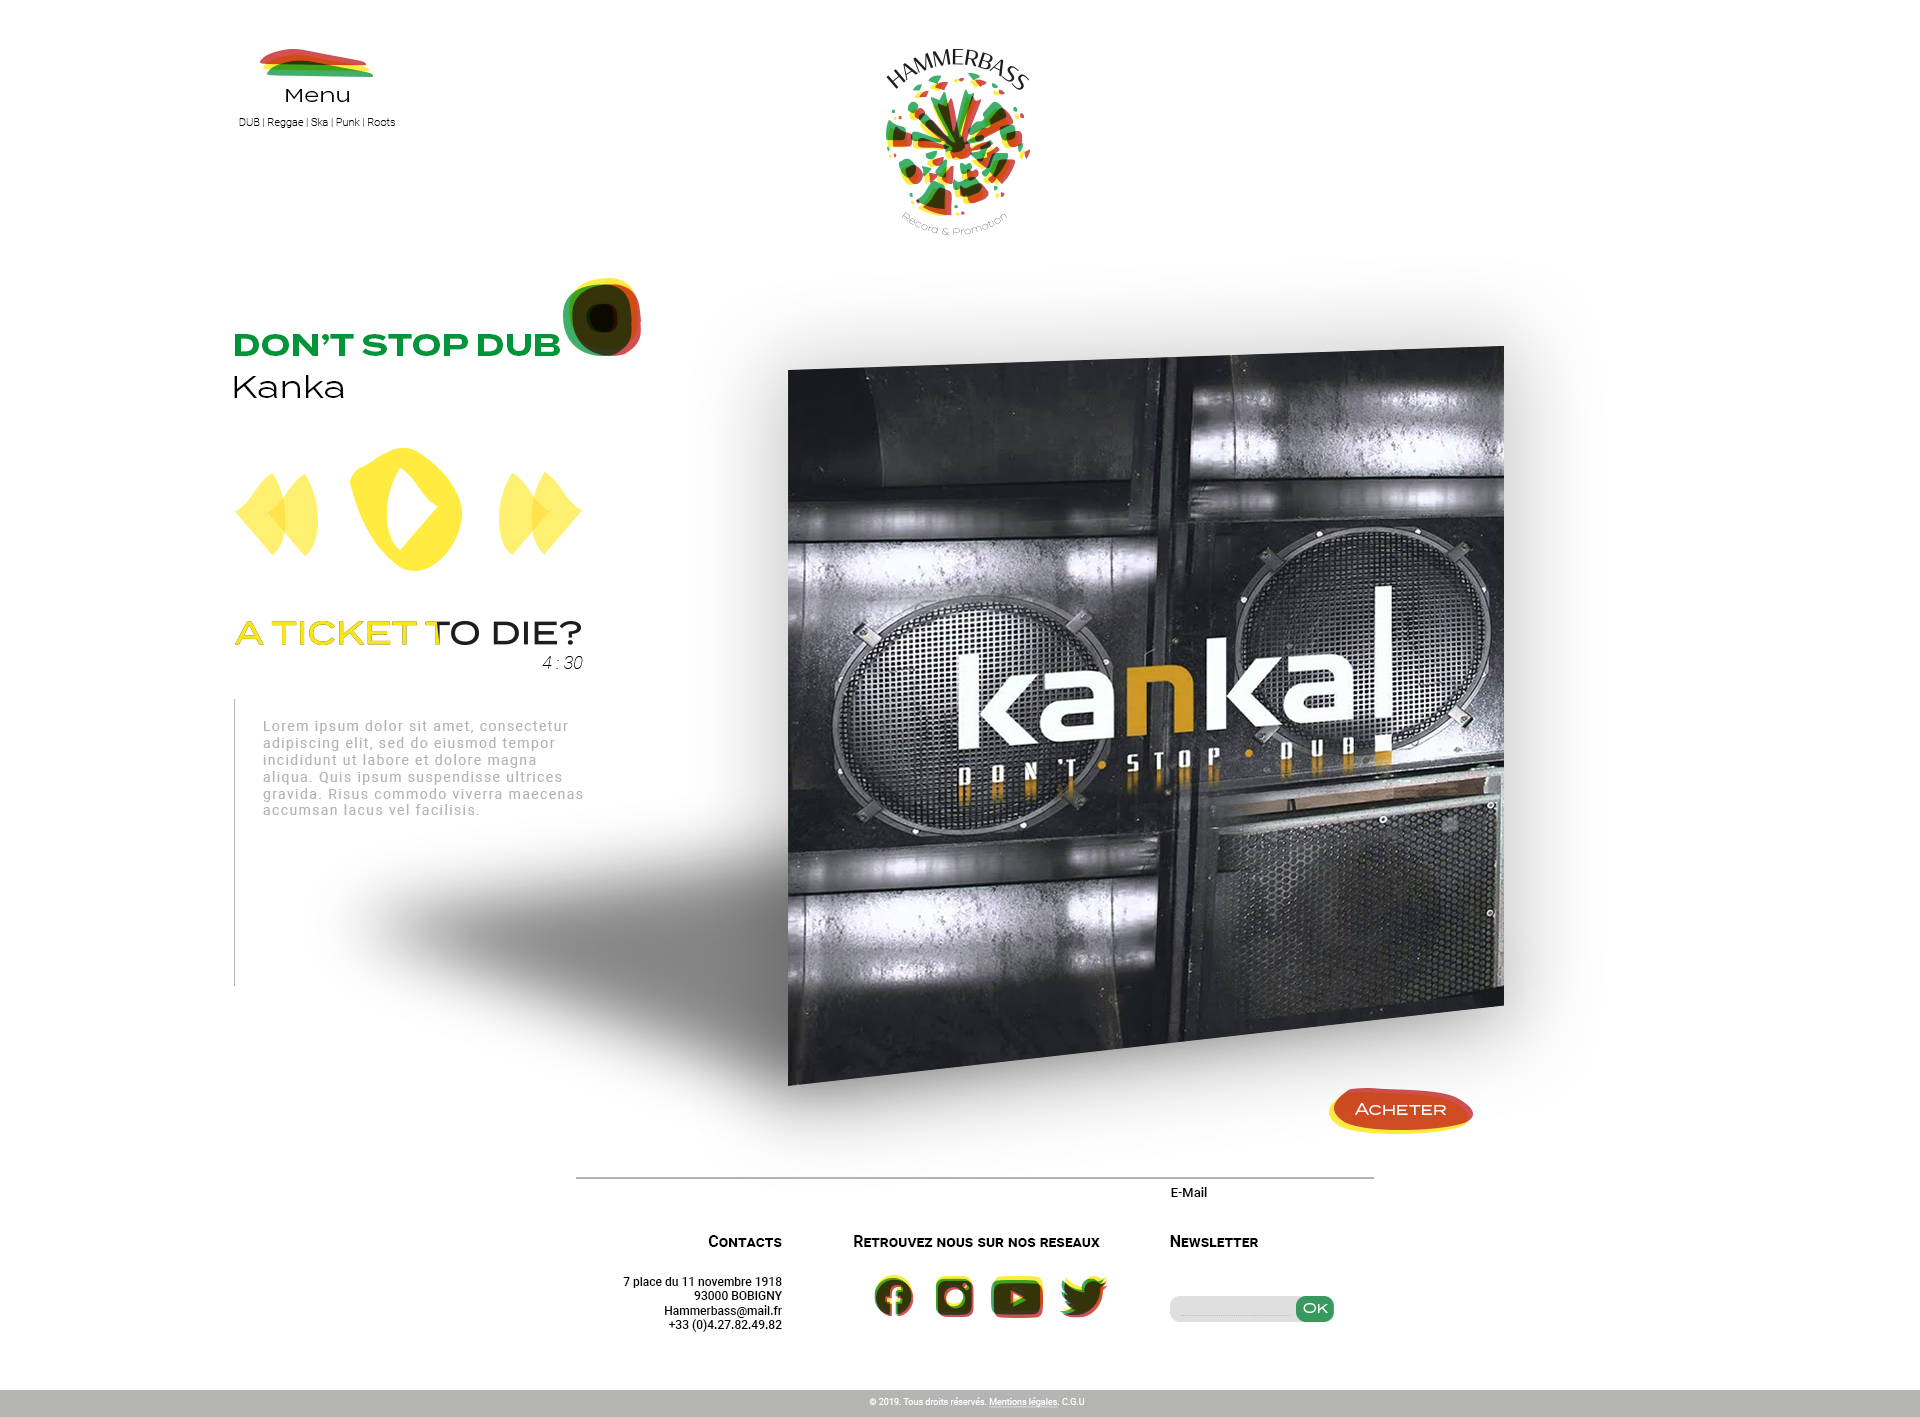 Menu
DUB | Reggae | Ska | Punk | Roots
HAMMERBASS
Record & Promotion
DON'T STOP DUB
Kanka
A TICKET TO DIE?
4 : 30
Lorem ipsum dolor sit amet, consectetur
adipiscing elit, sed do eiusmod tempor
incididunt ut labore et dolore magna
aliqua. Quis ipsum suspendisse ultrices
gravida. Risus commodo viverra maecenas
accumsan lacus vel facilisis.
kanka!
DON'T • STOP • DUB
ACHETER
E-Mail
CONTACTS
7 place du 11 novembre 1918
93000 BOBIGNY
Hammerbass@mail.fr
+33 (0)4.27.82.49.82
RETROUVEZ NOUS SUR NOS RESEAUX
NEWSLETTER
OK
© 2019. Tous droits réservés. Mentions légales. C.G.U